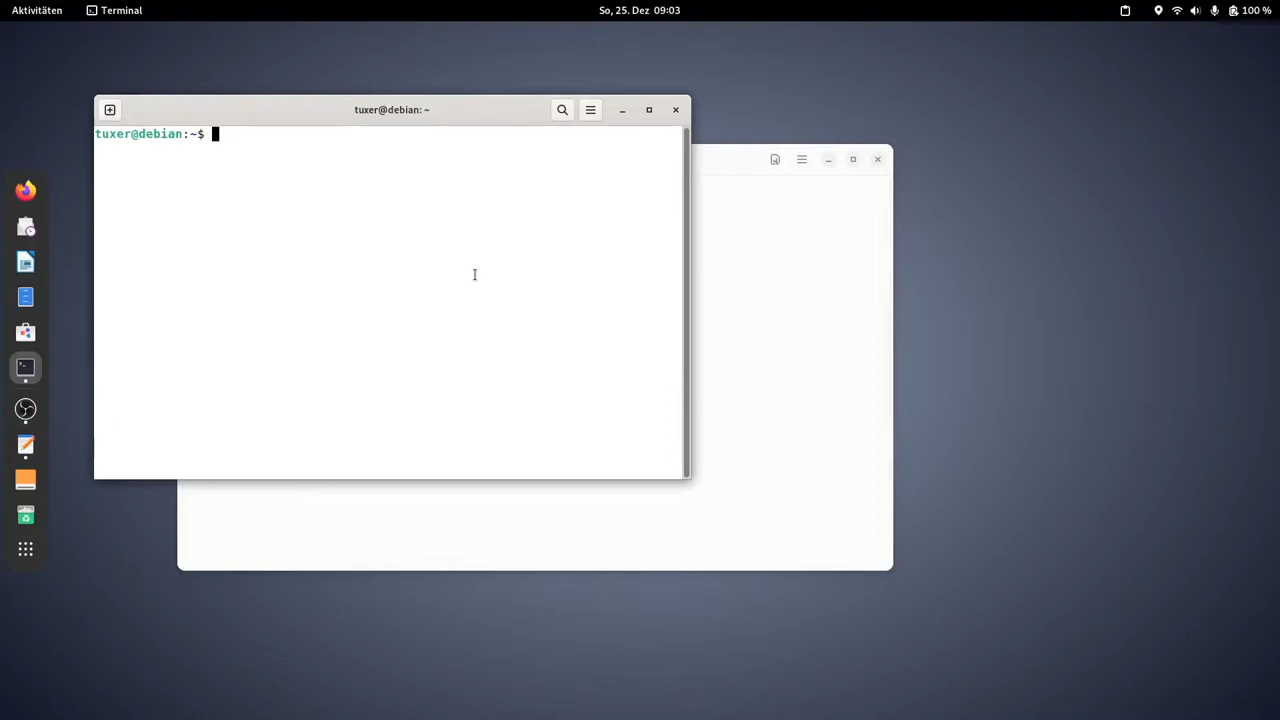 Aktivitäten
Terminal
So, 25. Dez 09:03
100 %
tuxer@debian: ~
tuxer@debian:~$